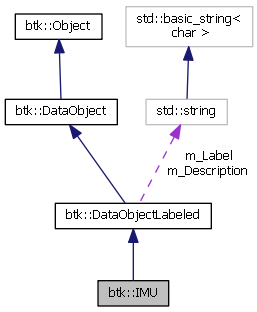 btk::Object
std::basic_string<
char >
btk::DataObject
std::string
m_Label
m_Description
btk::DataObjectLabeled
btk::IMU